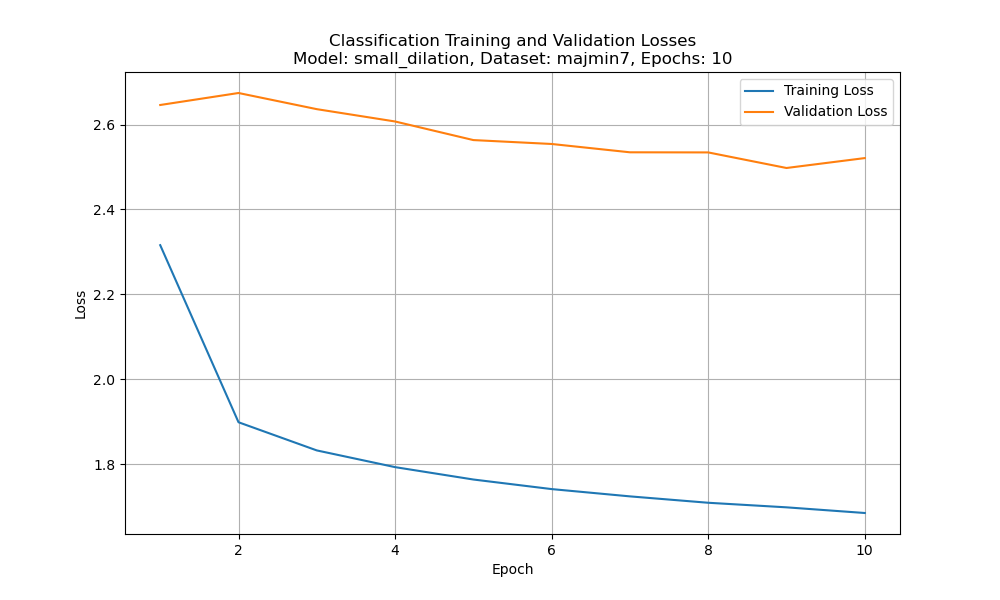 Classification Training and Validation Losses
Model: small_dilation, Dataset: majmin7, Epochs: 10
Training Loss
Validation Loss
2.6
2.4
2.2
2.0
1.8
Loss
2 4 6 8 10
Epoch